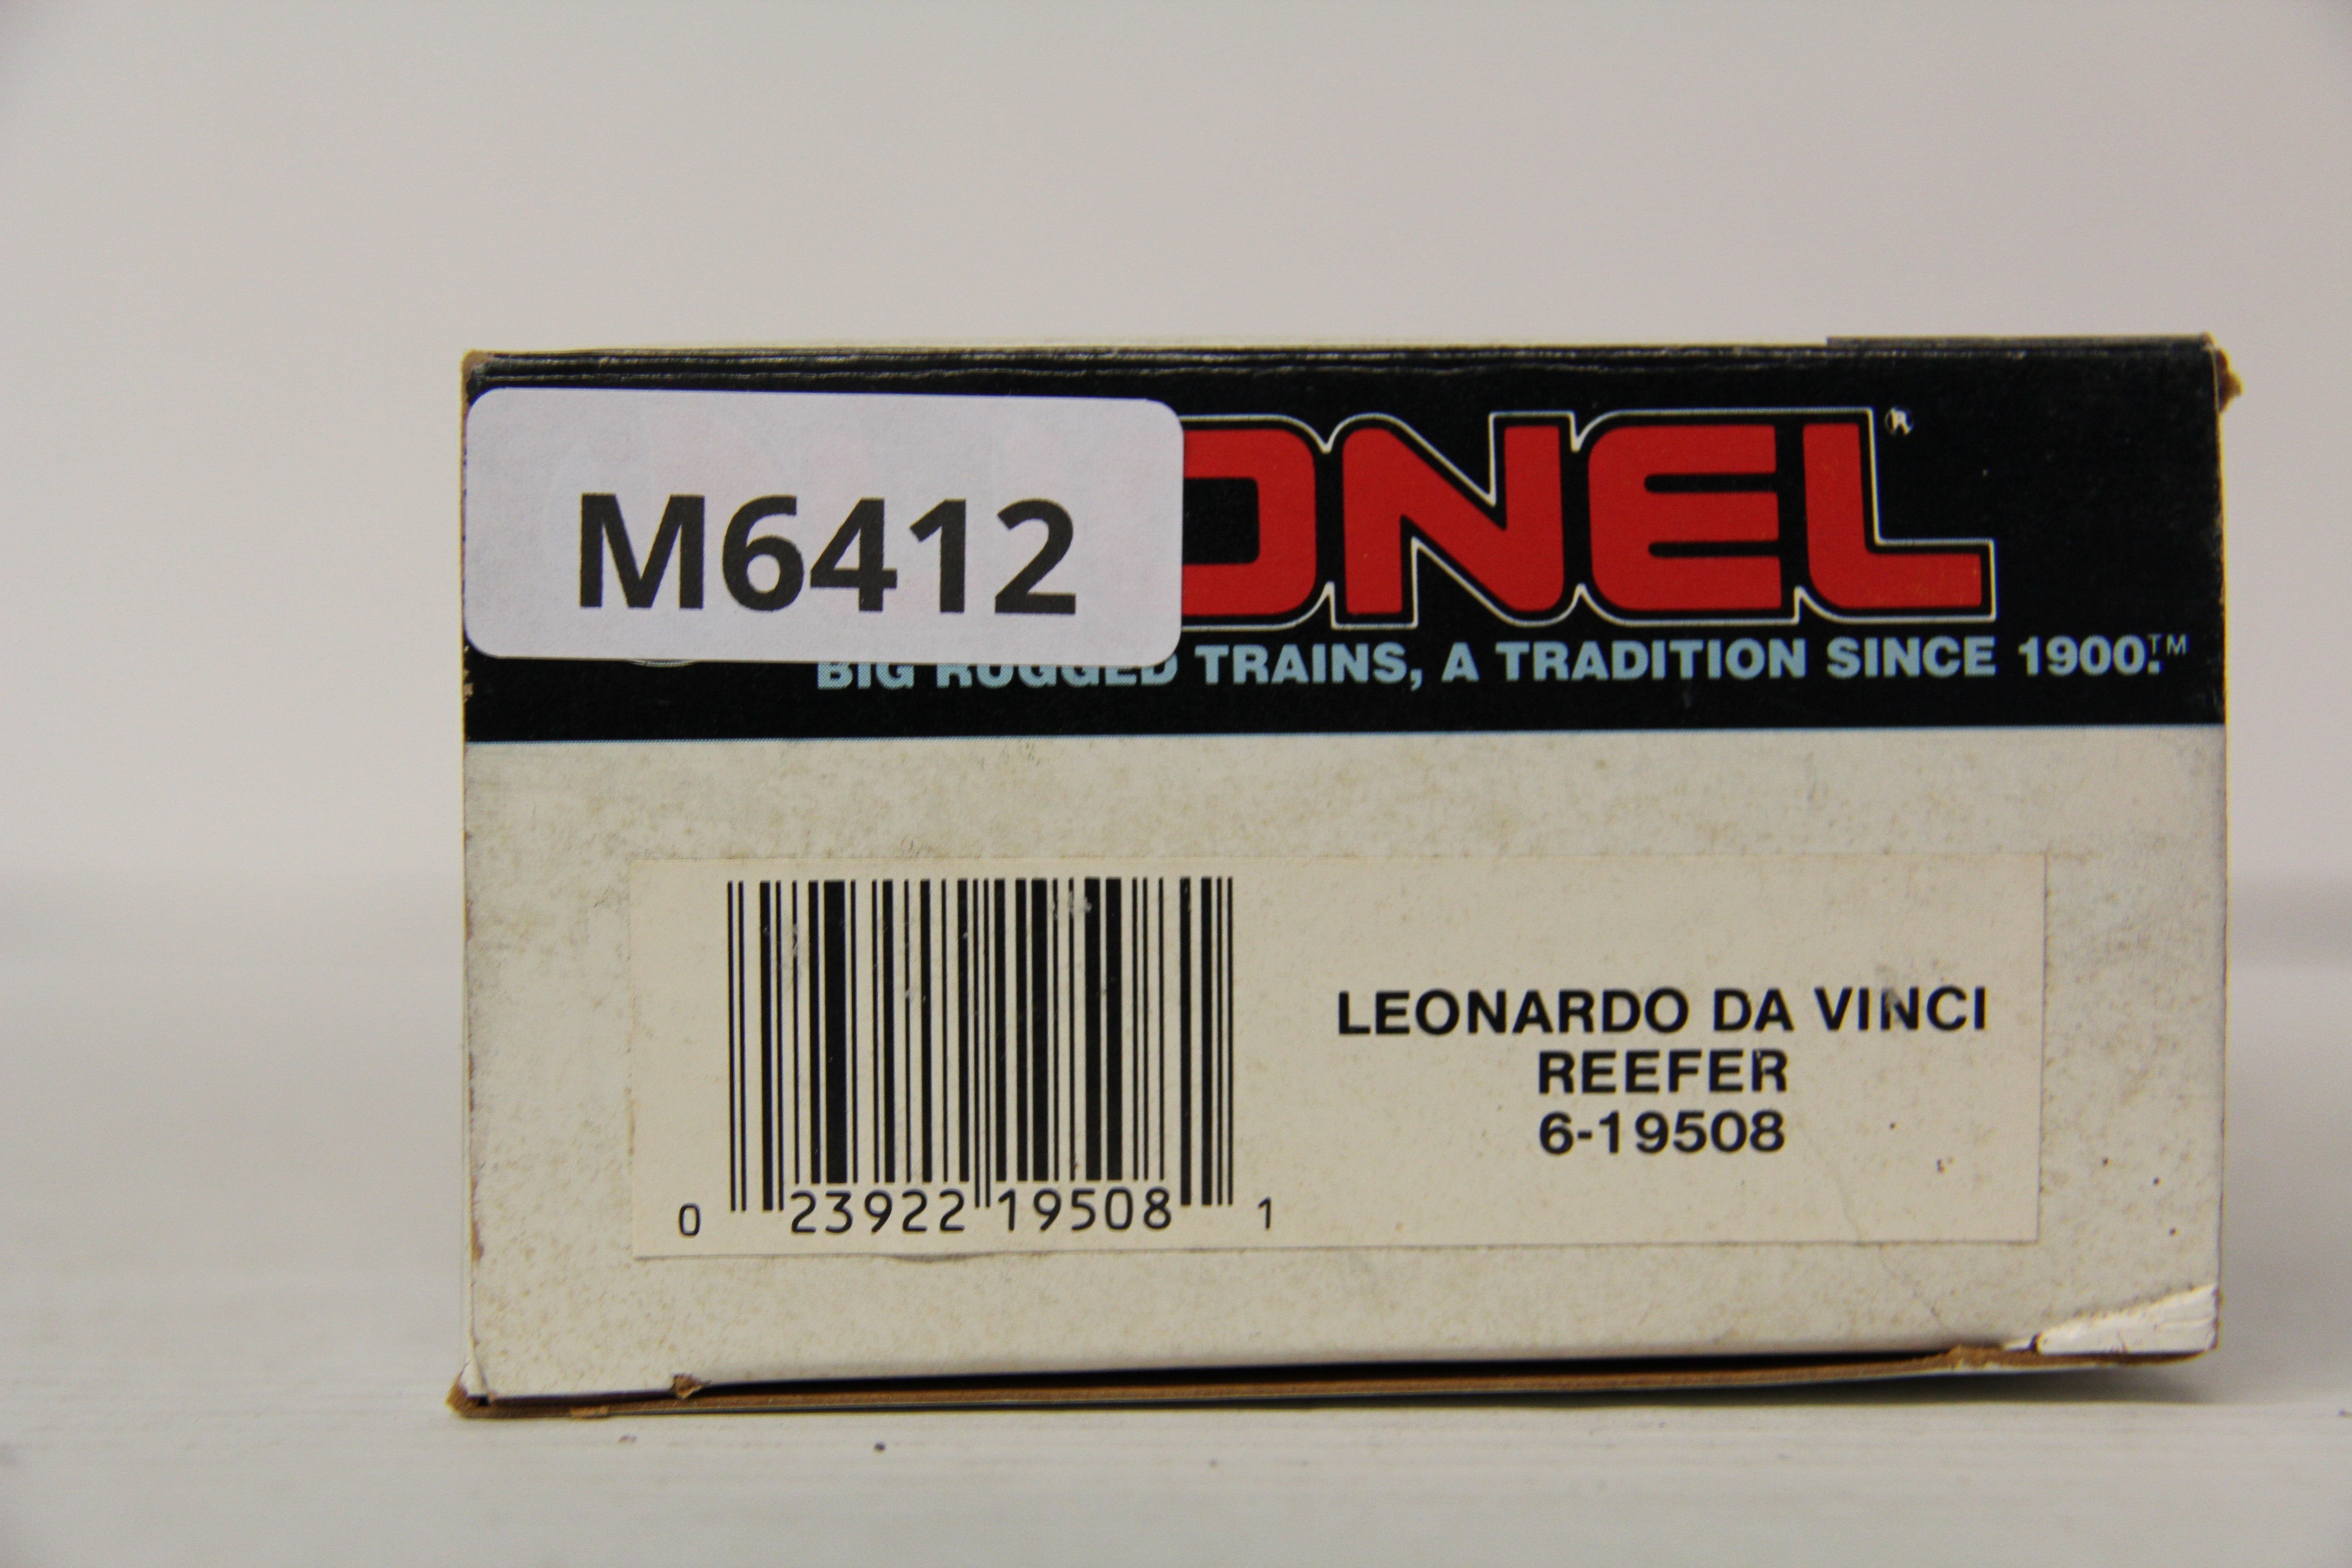 M6412
ONEL®
BIG RUGGED TRAINS, A TRADITION SINCE 1900.™
LEONARDO DA VINCI
REEFER
6-19508
0 23922 19508 1